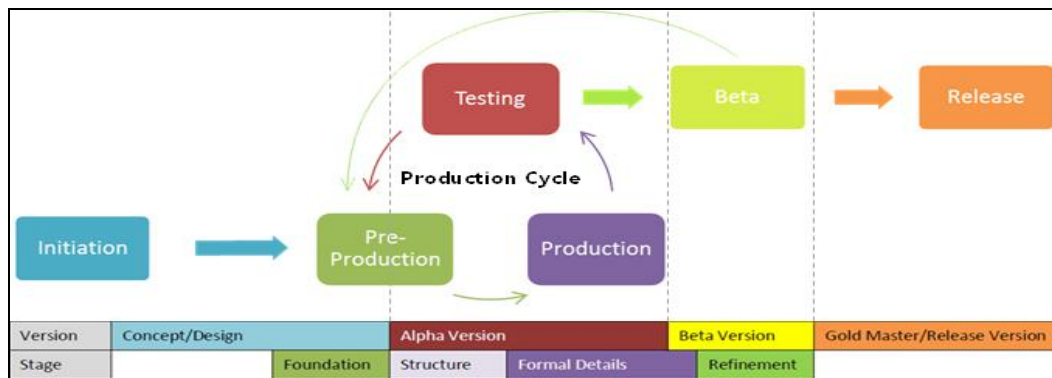 Testing
Beta
Release
Production Cycle
Initiation
Pre-
Production
Production
Version
Concept/Design
Alpha Version
Beta Version
Gold Master/Release Version
Stage
Foundation
Structure
Formal Details
Refinement